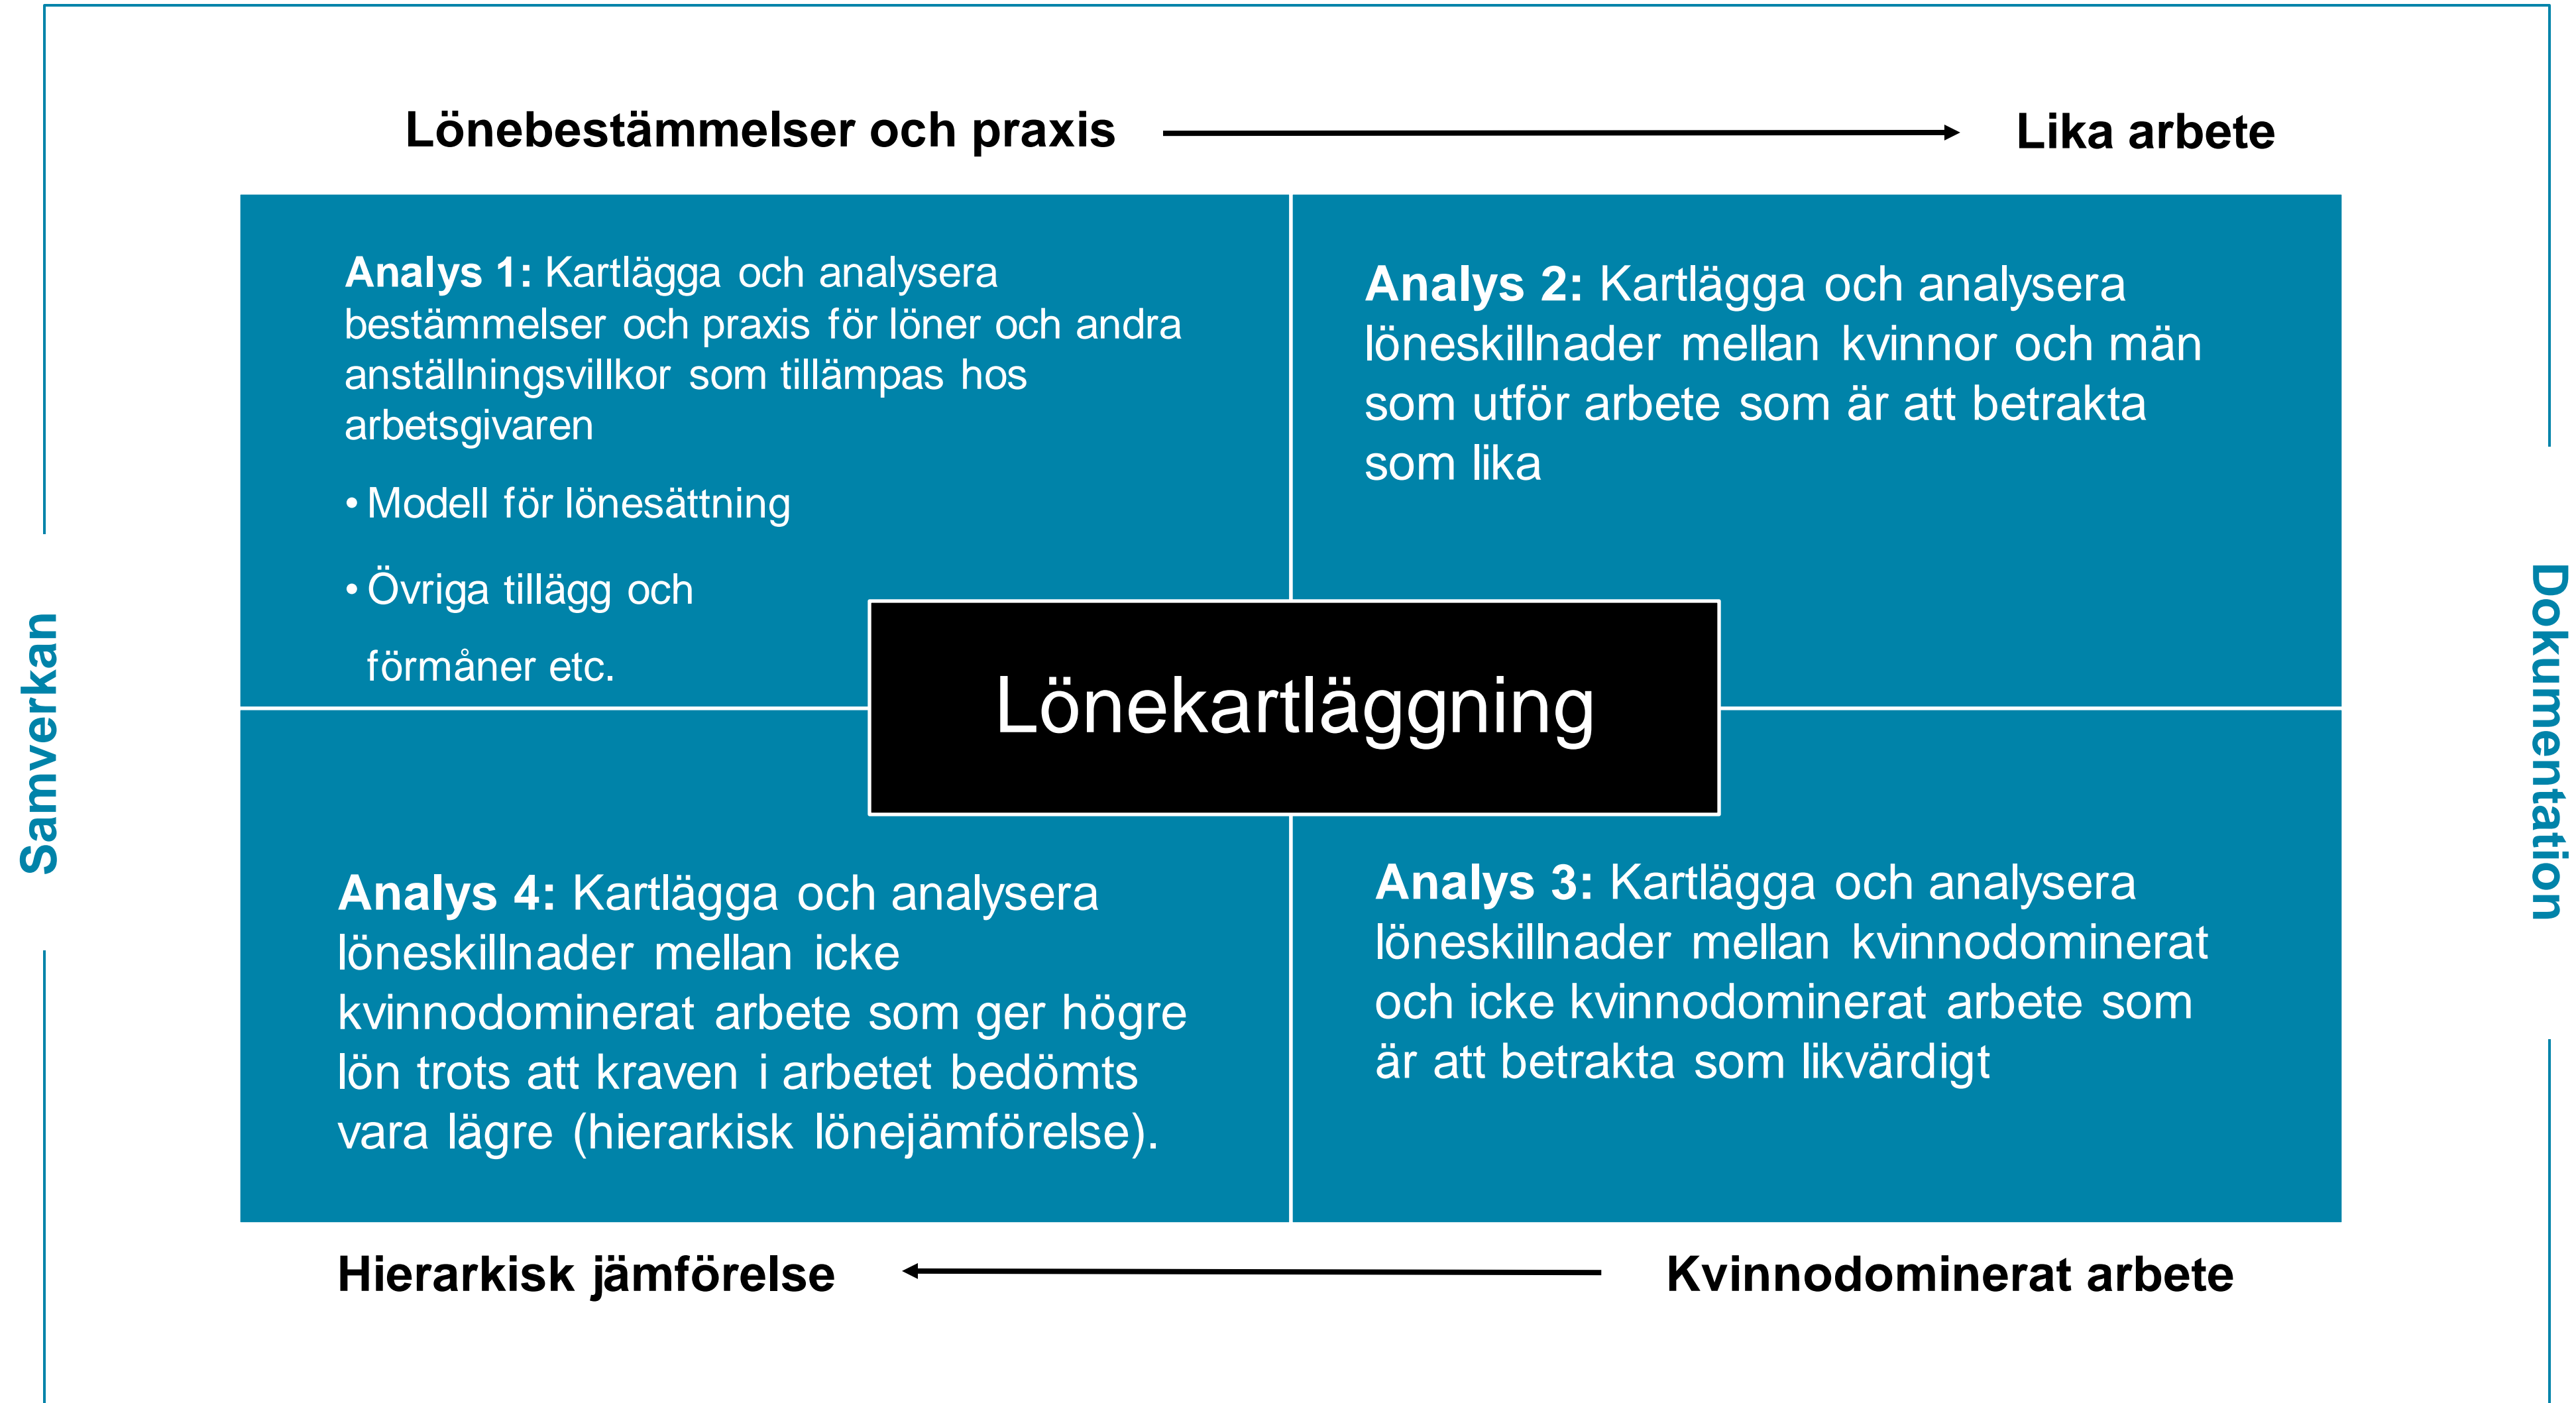 Lönebestämmelser och praxis
Lika arbete
Analys 1: Kartlägga och analysera
bestämmelser och praxis för löner och andra
anställningsvillkor som tillämpas hos
arbetsgivaren
• Modell för lönesättning
• Övriga tillägg och
förmåner etc.
Analys 2: Kartlägga och analysera
löneskillnader mellan kvinnor och män
som utför arbete som är att betrakta
som lika
Samverkan
Lönekartläggning
Dokumentation
Analys 4: Kartlägga och analysera
löneskillnader mellan icke
kvinnodominerat arbete som ger högre
lön trots att kraven i arbetet bedömts
vara lägre (hierarkisk lönejämförelse).
Analys 3: Kartlägga och analysera
löneskillnader mellan kvinnodominerat
och icke kvinnodominerat arbete som
är att betrakta som likvärdigt
Hierarkisk jämförelse
Kvinnodominerat arbete